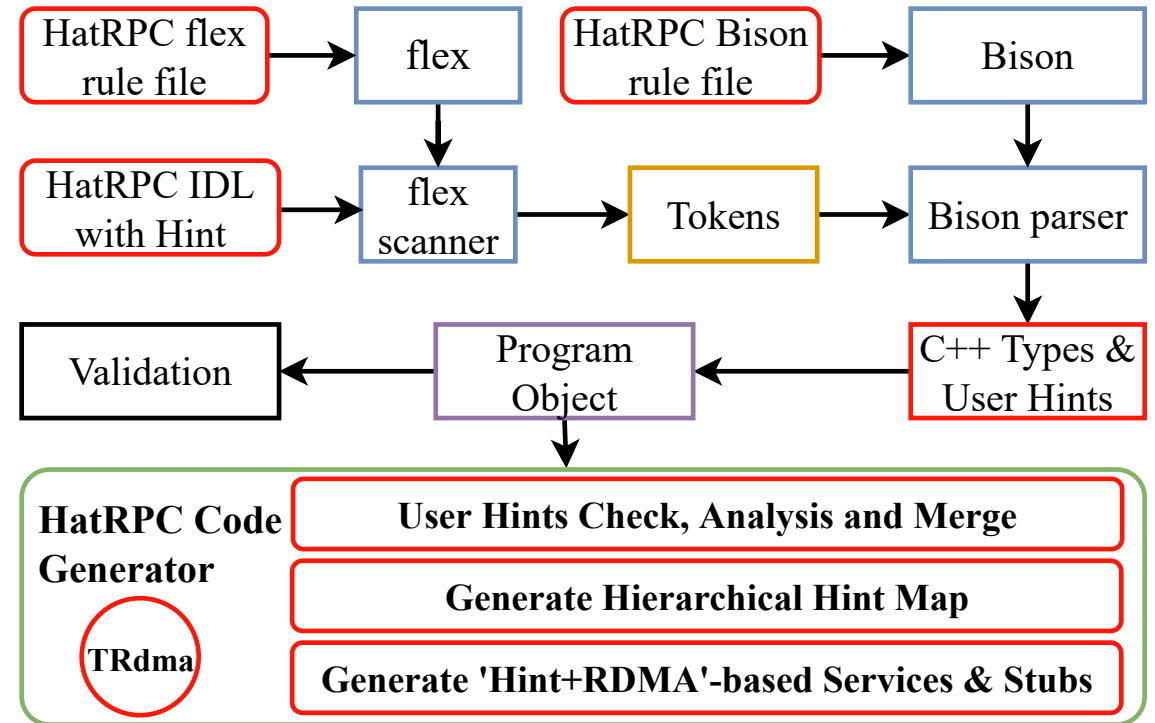 HatRPC flex
rule file
flex
HatRPC Bison
rule file
Bison
HatRPC IDL
with Hint
flex
scanner
Tokens
Bison parser
Validation
Program
Object
C++ Types &
User Hints
HatRPC Code
Generator
TRdma
User Hints Check, Analysis and Merge
Generate Hierarchical Hint Map
Generate 'Hint+RDMA'-based Services & Stubs